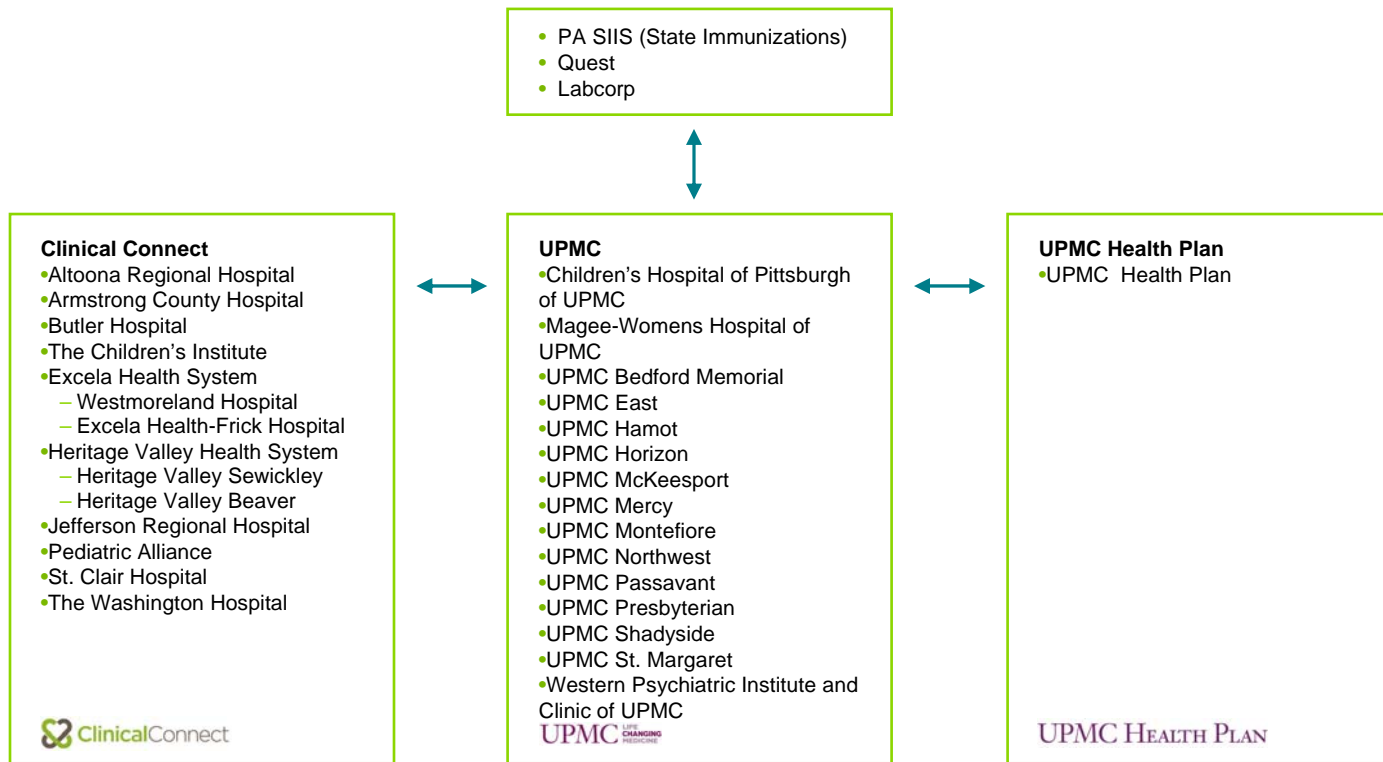 • PA SIIS (State Immunizations)
• Quest
• Labcorp
Clinical Connect
•Altoona Regional Hospital
•Armstrong County Hospital
•Butler Hospital
•The Children's Institute
•Excela Health System
– Westmoreland Hospital
– Excela Health-Frick Hospital
•Heritage Valley Health System
– Heritage Valley Sewickley
– Heritage Valley Beaver
•Jefferson Regional Hospital
•Pediatric Alliance
•St. Clair Hospital
•The Washington Hospital
ClinicalConnect
UPMC
•Children's Hospital of Pittsburgh
of UPMC
•Magee-Womens Hospital of
UPMC
•UPMC Bedford Memorial
•UPMC East
•UPMC Hamot
•UPMC Horizon
•UPMC McKeesport
•UPMC Mercy
•UPMC Montefiore
•UPMC Northwest
•UPMC Passavant
•UPMC Presbyterian
•UPMC Shadyside
•UPMC St. Margaret
•Western Psychiatric Institute and
Clinic of UPMC
UPMC LIFE
CHANGING
MEDICINE
UPMC Health Plan
•UPMC  Health Plan
UPMC HEALTH PLAN